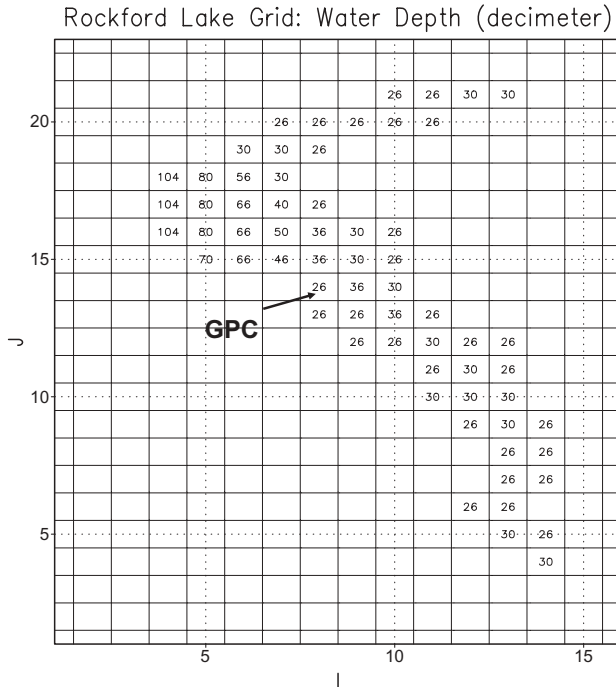 Rockford Lake Grid: Water Depth (decimeter)
26 26 30 30
20 26 26 26 26 26
30 30 26
104 80 56 30
104 80 66 40 26
104 80 66 50 36 30 26
15 70 66 46 36 30 26
26 36 30
GPC 26 26 36 26
26 26 30 26 26
J
26 30 26
10 30 30 30
26 30 26
26 26
26 26
26 26
5 30 26
30
5 10 15
I